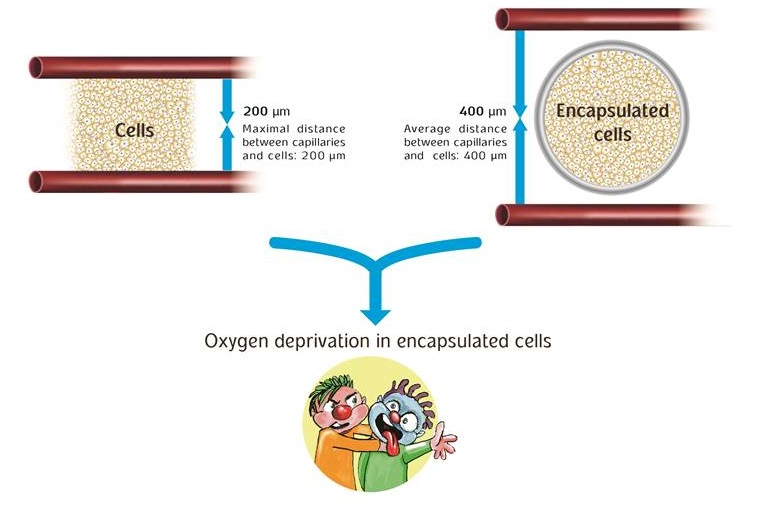 Cells
200 µm
Maximal distance
between capillaries
and cells: 200 µm
400 µm
Average distance
between capillaries
and cells: 400 µm
Encapsulated
cells
Oxygen deprivation in encapsulated cells